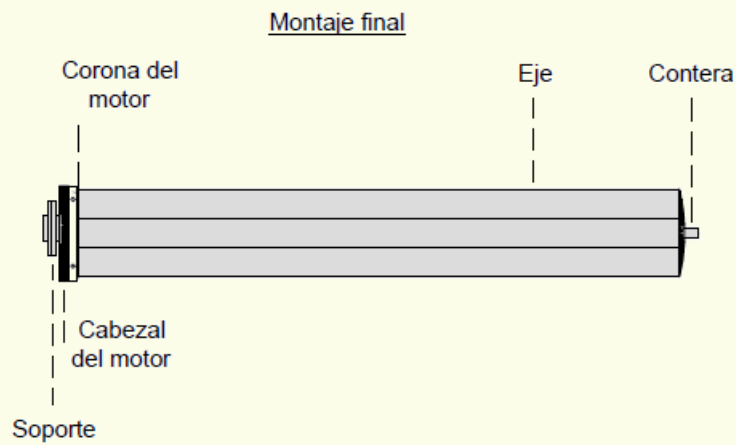 Montaje final
Corona del
motor
Eje
Contera
Cabezal
del motor
Soporte